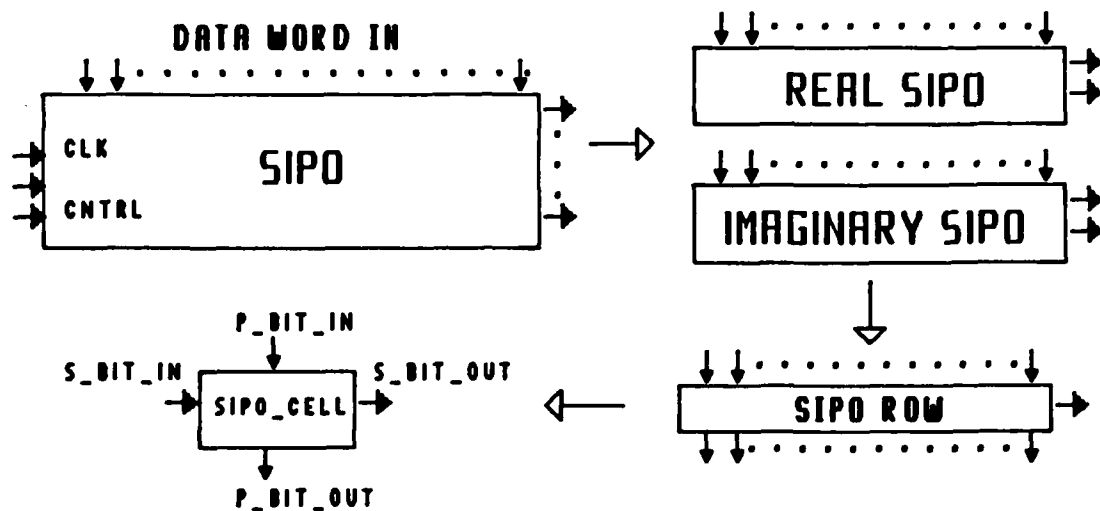 DATA WORD IN
CLK
SIPO
CNTRL
REAL SIPO
IMAGINARY SIPO
P_BIT_IN
S_BIT_IN
S_BIT_OUT
SIPO_CELL
P_BIT_OUT
SIPO ROW